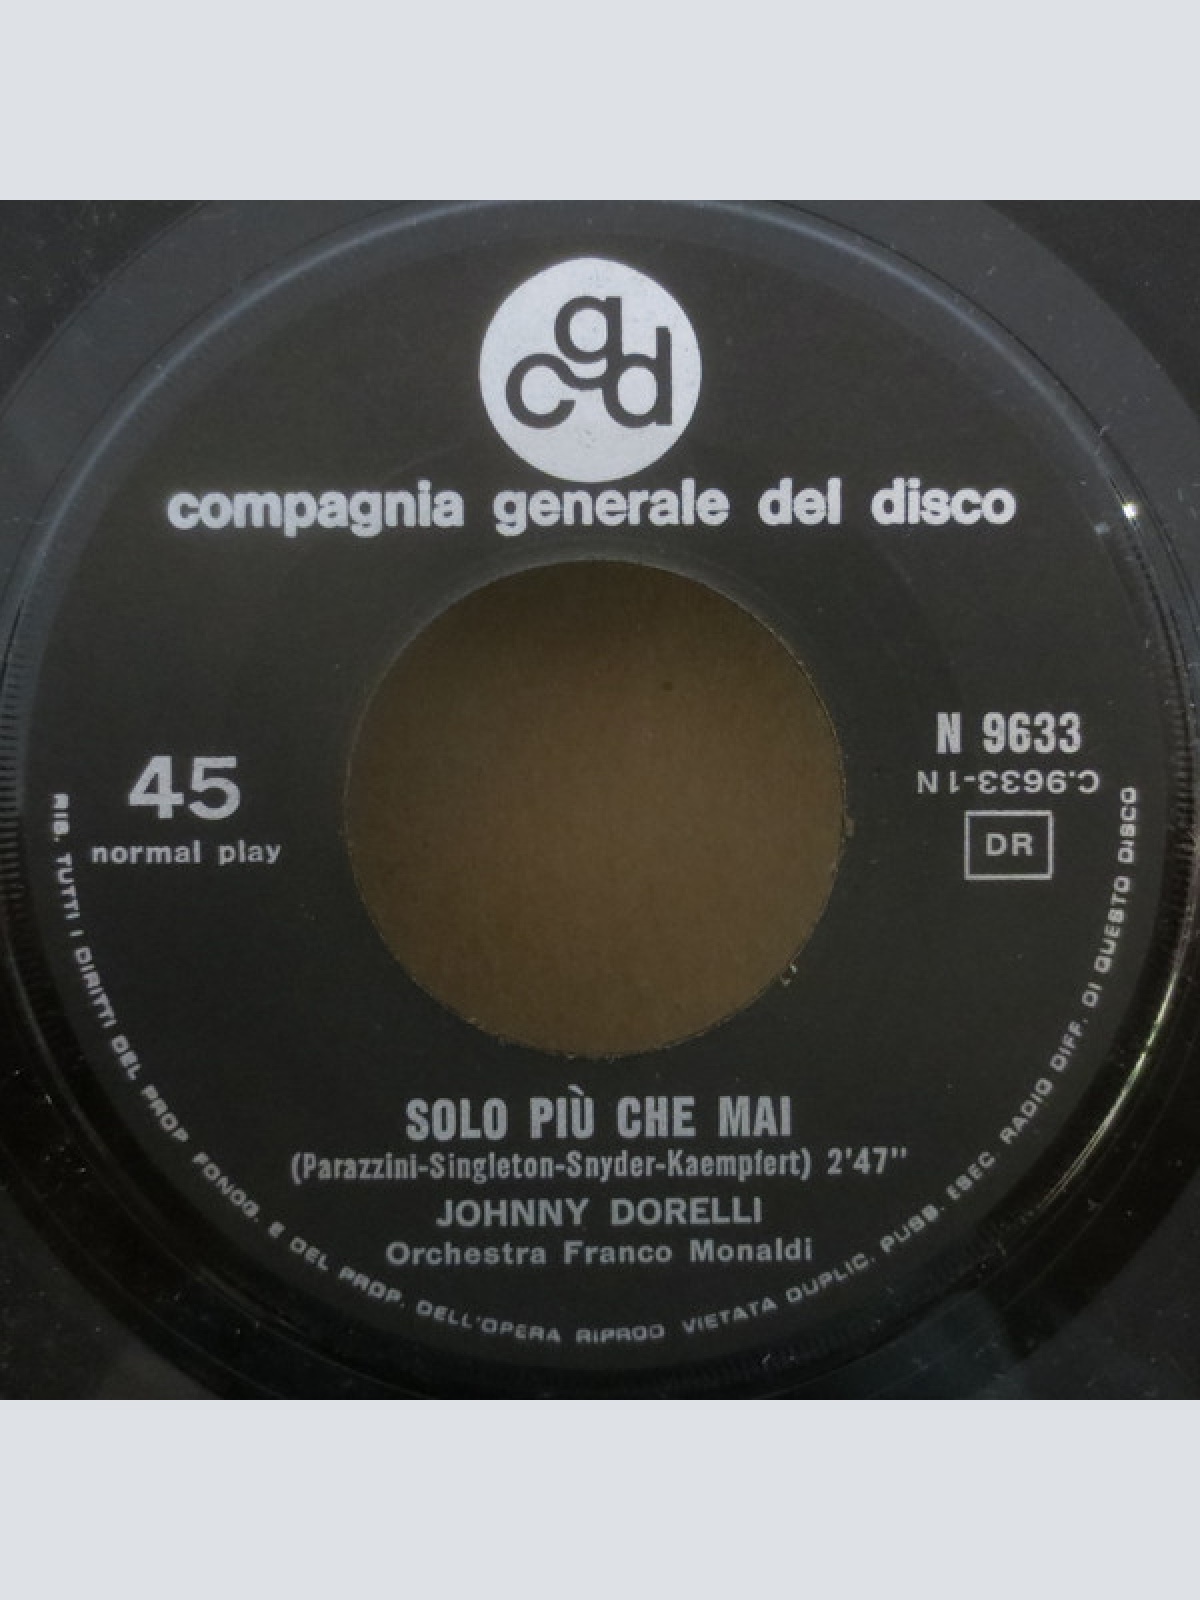 cgd
compagnia generale del disco
45
normal play
N 9633
C.9633-1N
DR
SOLO PIÙ CHE MAI
(Parazzini-Singleton-Snyder-Kaempfert) 2'47"
JOHNNY DORELLI
Orchestra Franco Monaldi
RIS. TUTTI I DIRITTI DEL PROP FONOG. E DEL PROP. DELL'OPERA RIPROD VIETATA DUPLIC. PUBB. ESEC RADIO DIFF. DI QUESTO DISCO